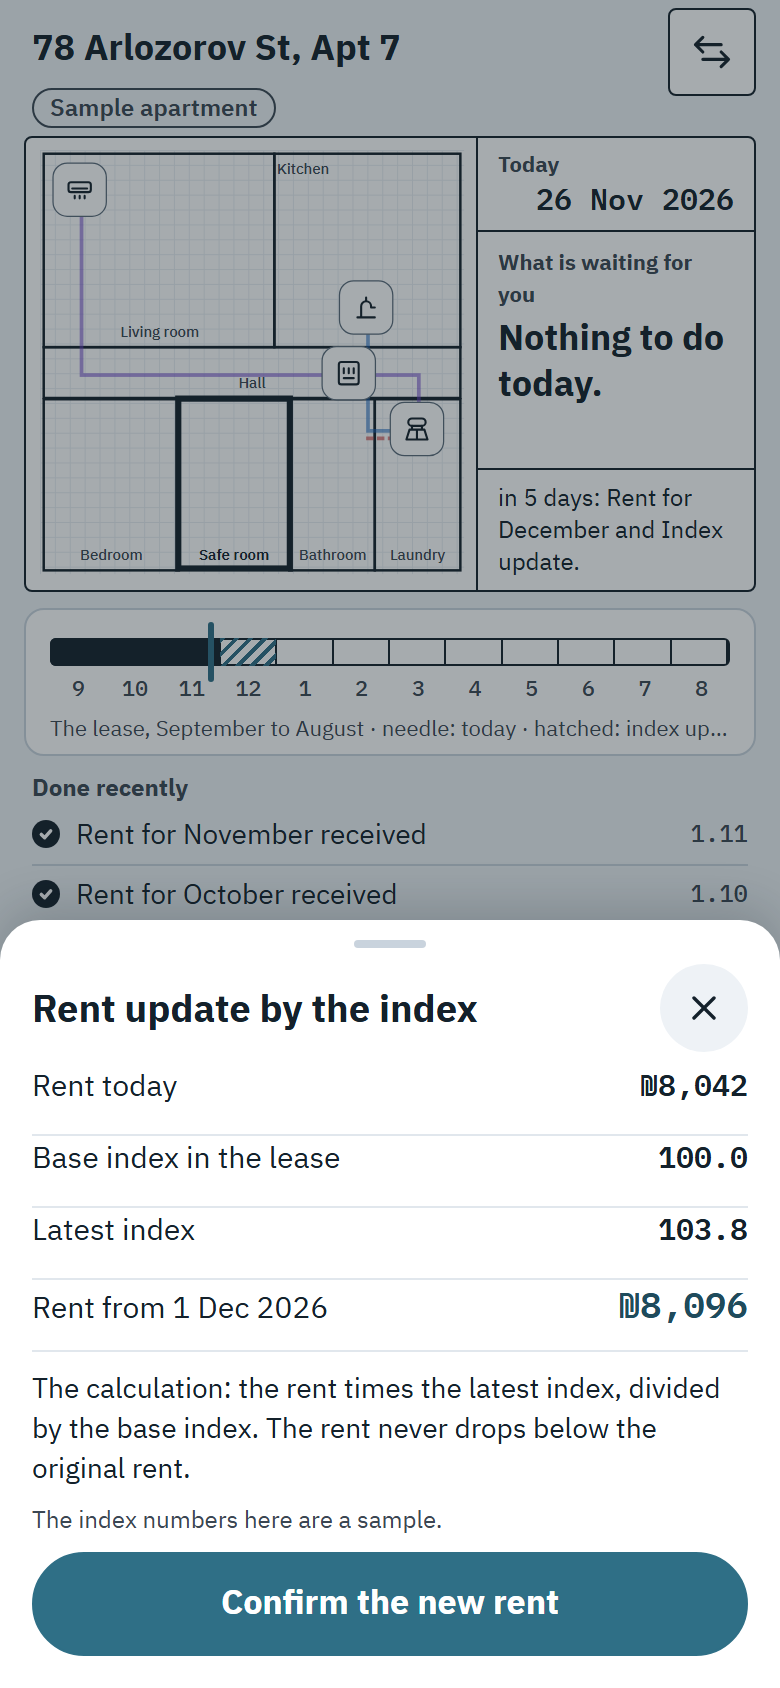 78 Arlozorov St, Apt 7
Sample apartment
Kitchen
Living room
Hall
Bedroom
Safe room
Bathroom
Laundry
Today
26 Nov 2026
What is waiting for
you
Nothing to do
today.
in 5 days: Rent for
December and Index
update.
9 10 11 12 1 2 3 4 5 6 7 8
The lease, September to August · needle: today · hatched: index up…
Done recently
Rent for November received 1.11
Rent for October received 1.10
Rent update by the index
Rent today ₪8,042
Base index in the lease 100.0
Latest index 103.8
Rent from 1 Dec 2026 ₪8,096
The calculation: the rent times the latest index, divided
by the base index. The rent never drops below the
original rent.
The index numbers here are a sample.
Confirm the new rent